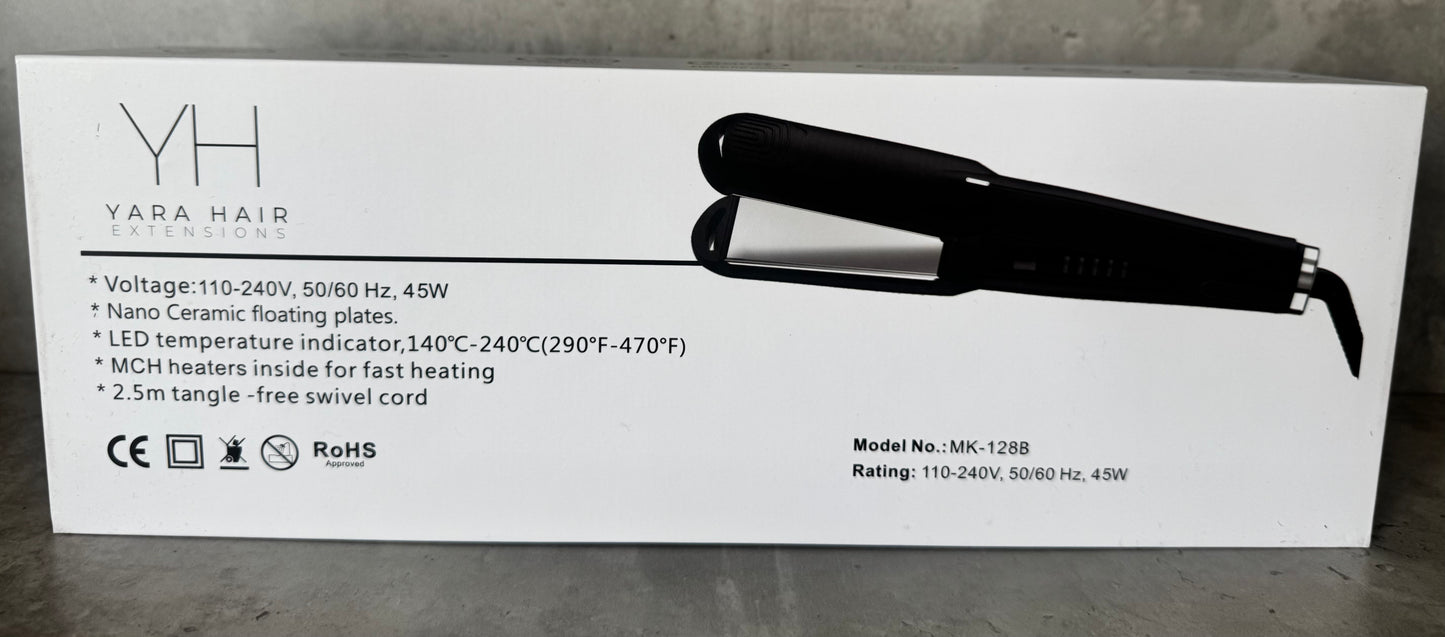 YH
YARA HAIR
EXTENSIONS
* Voltage:110-240V, 50/60 Hz, 45W
* Nano Ceramic floating plates.
* LED temperature indicator,140℃-240℃(290°F-470°F)
* MCH heaters inside for fast heating
* 2.5m tangle -free swivel cord
CE
RoHS
Approved
Model No.:MK-128B
Rating: 110-240V, 50/60 Hz, 45W